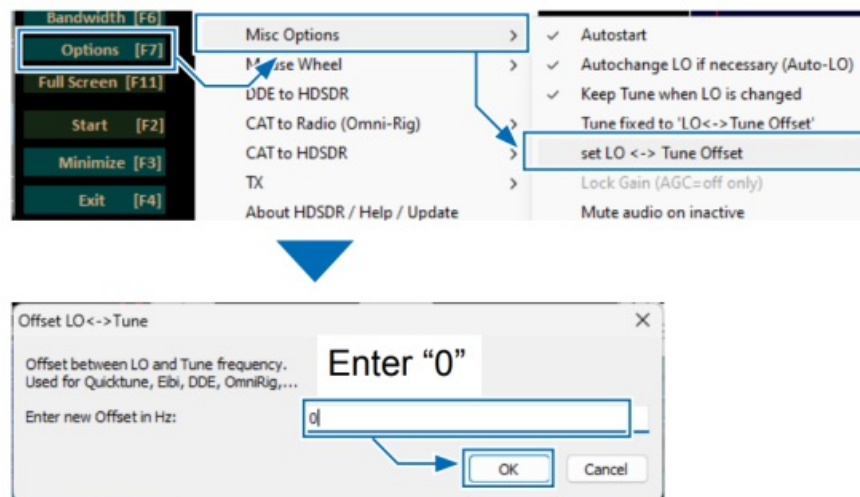 Bandwidth [F6]
Options [F7]
Full Screen [F11]
Start [F2]
Minimize [F3]
Exit [F4]
Misc Options >
Mouse Wheel >
DDE to HDSDR
CAT to Radio (Omni-Rig) >
CAT to HDSDR >
TX >
About HDSDR / Help / Update
✓ Autostart
✓ Autochange LO if necessary (Auto-LO)
✓ Keep Tune when LO is changed
Tune fixed to 'LO<->Tune Offset'
set LO <-> Tune Offset
Lock Gain (AGC=off only)
Mute audio on inactive
Offset LO<->Tune
Offset between LO and Tune frequency.
Used for Quicktune, Eibi, DDE, OmniRig,...
Enter “0”
Enter new Offset in Hz:
0
OK Cancel